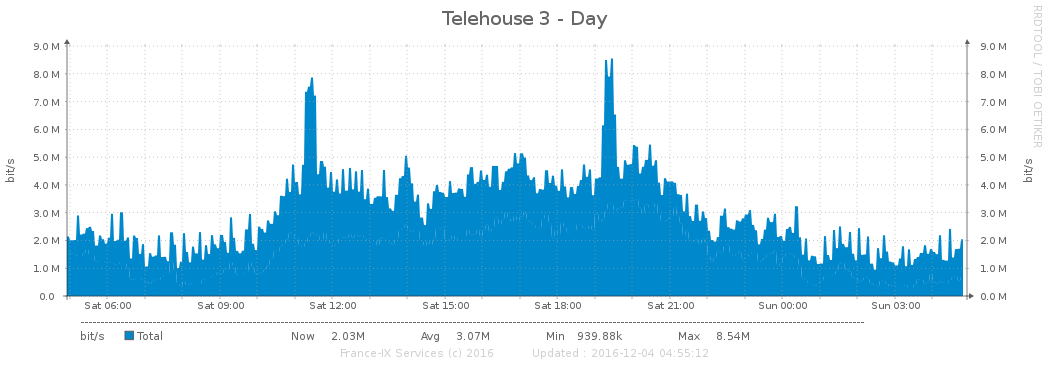 Telehouse 3 - Day
RRDTOOL / TOBI OETIKER
9.0 M 9.0 M
8.0 M 8.0 M
7.0 M 7.0 M
6.0 M 6.0 M
5.0 M 5.0 M
bit/s bit/s
4.0 M 4.0 M
3.0 M 3.0 M
2.0 M 2.0 M
1.0 M 1.0 M
0.0 0.0 M
Sat 06:00 Sat 09:00 Sat 12:00 Sat 15:00 Sat 18:00 Sat 21:00 Sun 00:00 Sun 03:00
bit/s Total Now 2.03M Avg 3.07M Min 939.88k Max 8.54M
France-IX Services (c) 2016 Updated : 2016-12-04 04:55:12